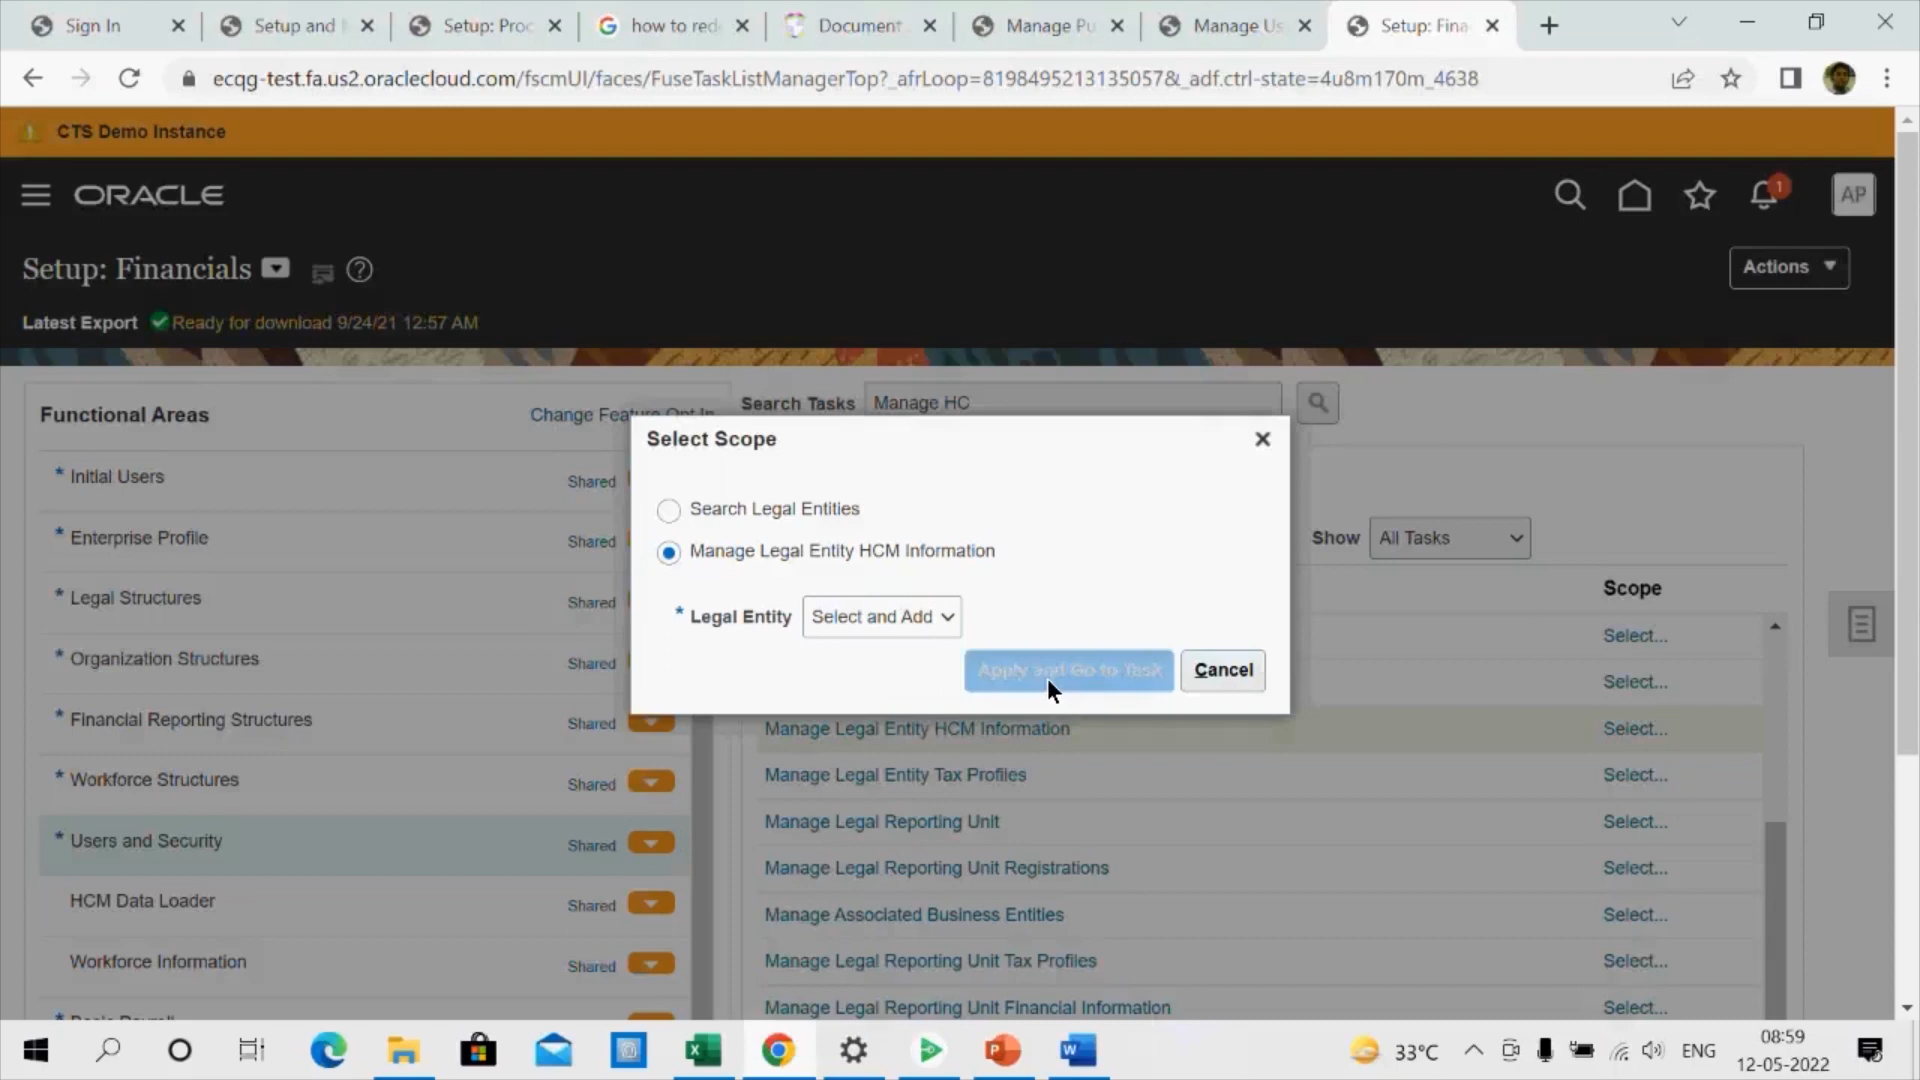 Sign In
Setup and
Setup: Proc
how to red
Document
Manage Pu
Manage Us
Setup: Fina
ecqg-test.fa.us2.oraclecloud.com/fscmUI/faces/FuseTaskListManagerTop?_afrLoop=8198495213135057&_adf.ctrl-state=4u8m170m_4638
CTS Demo Instance
ORACLE
1
AP
Setup: Financials
Actions
Latest Export Ready for download 9/24/21 12:57 AM
Functional Areas
Change Feature Opt In
Search Tasks Manage HC
Select Scope
Search Legal Entities
Manage Legal Entity HCM Information
* Legal Entity Select and Add
Apply and Go to Task
Cancel
Show All Tasks
Scope
Select...
Select...
* Initial Users Shared
* Enterprise Profile Shared
* Legal Structures Shared
* Organization Structures Shared
* Financial Reporting Structures Shared
* Workforce Structures Shared
* Users and Security Shared
HCM Data Loader Shared
Workforce Information Shared
Manage Legal Entity HCM Information Select...
Manage Legal Entity Tax Profiles Select...
Manage Legal Reporting Unit Select...
Manage Legal Reporting Unit Registrations Select...
Manage Associated Business Entities Select...
Manage Legal Reporting Unit Tax Profiles Select...
Manage Legal Reporting Unit Financial Information Select...
33°C
ENG
08:59
12-05-2022